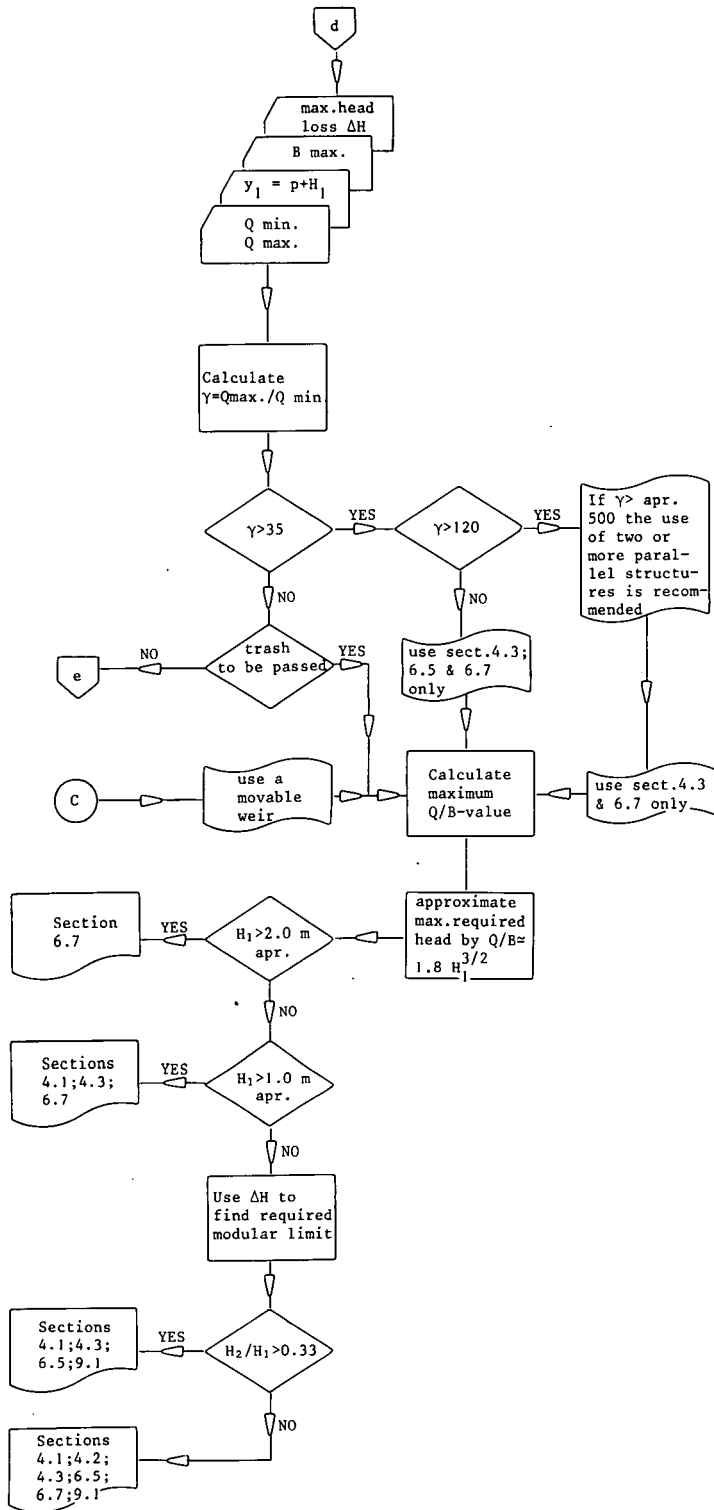 d
max.head
loss ΔH
B max.
y₁ = p+H₁
Q min.
Q max.
Calculate
γ=Qmax./Q min
γ>35
YES
γ>120
YES
If γ> apr.
500 the use
of two or
more paral-
lel structu-
res is recom-
mended
NO
NO
e
NO
trash
to be passed
YES
use sect.4.3;
6.5 & 6.7
only
C
use a
movable
weir
Calculate
maximum
Q/B-value
use sect.4.3
& 6.7 only
approximate
max.required
head by Q/B≃
1.8 H₁^3/2
Section
6.7
YES
H₁>2.0 m
apr.
NO
Sections
4.1;4.3;
6.7
YES
H₁>1.0 m
apr.
NO
Use ΔH to
find required
modular limit
Sections
4.1;4.3;
6.5;9.1
YES
H₂/H₁>0.33
NO
Sections
4.1;4.2;
4.3;6.5;
6.7;9.1